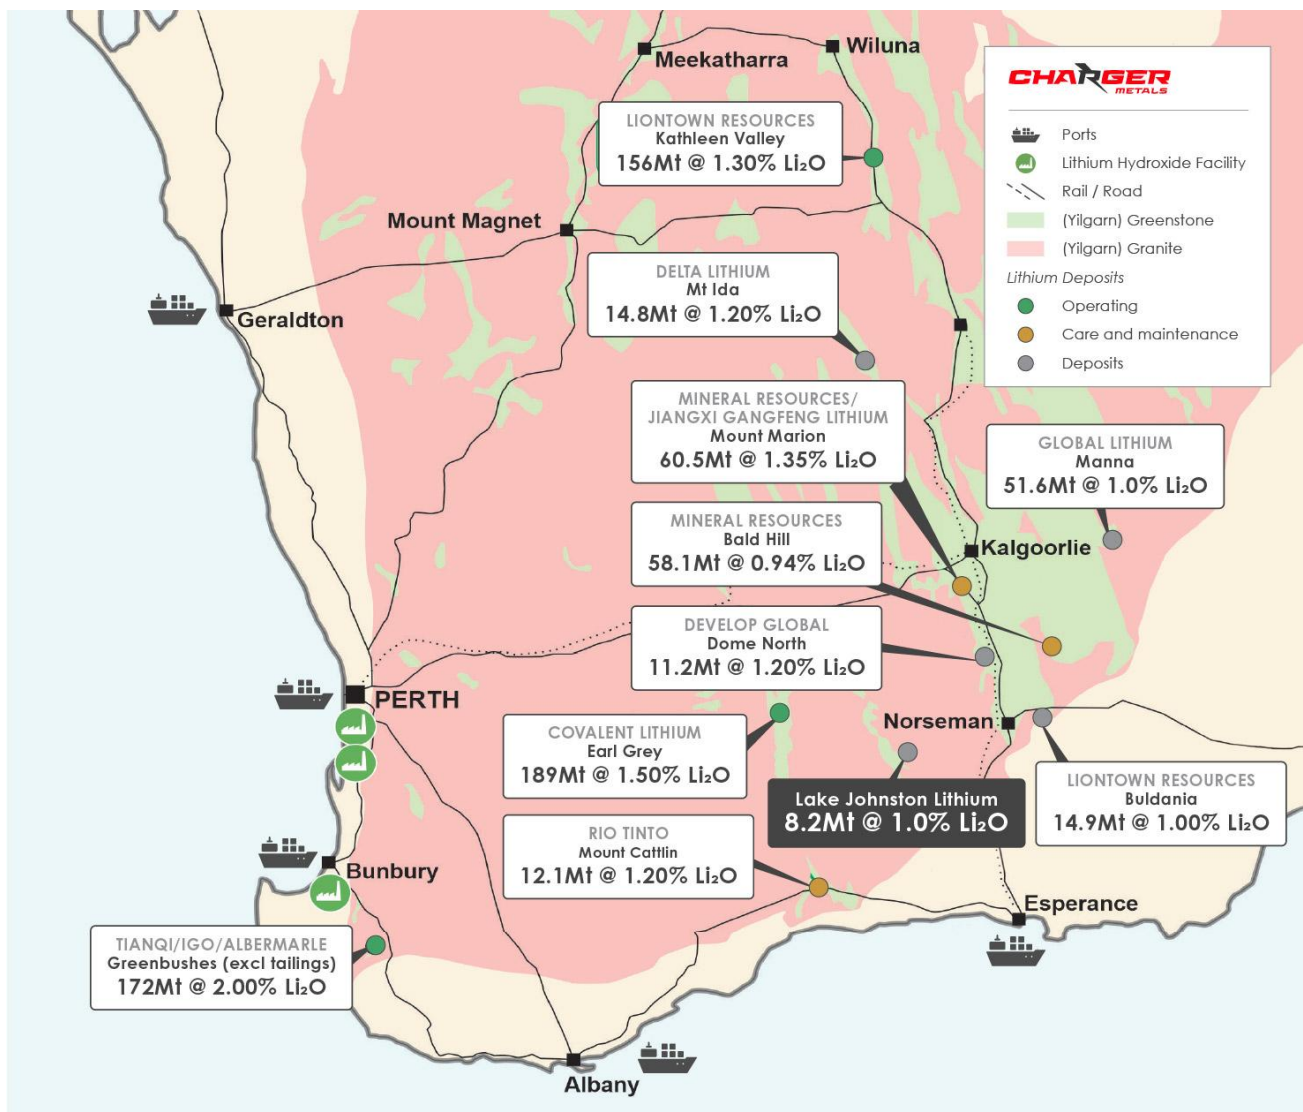 Meekatharra
Wiluna
CHARGER
METALS
Ports
Lithium Hydroxide Facility
Rail / Road
(Yilgarn) Greenstone
(Yilgarn) Granite
Lithium Deposits
Operating
Care and maintenance
Deposits
LIONTOWN RESOURCES
Kathleen Valley
156Mt @ 1.30% Li₂O
Mount Magnet
DELTA LITHIUM
Mt Ida
14.8Mt @ 1.20% Li₂O
Geraldton
MINERAL RESOURCES/
JIANGXI GANGFENG LITHIUM
Mount Marion
60.5Mt @ 1.35% Li₂O
GLOBAL LITHIUM
Manna
51.6Mt @ 1.0% Li₂O
MINERAL RESOURCES
Bald Hill
58.1Mt @ 0.94% Li₂O
Kalgoorlie
DEVELOP GLOBAL
Dome North
11.2Mt @ 1.20% Li₂O
PERTH
Norseman
COVALENT LITHIUM
Earl Grey
189Mt @ 1.50% Li₂O
Lake Johnston Lithium
8.2Mt @ 1.0% Li₂O
LIONTOWN RESOURCES
Buldania
14.9Mt @ 1.00% Li₂O
RIO TINTO
Mount Cattlin
12.1Mt @ 1.20% Li₂O
Bunbury
Esperance
TIANQI/IGO/ALBERMARLE
Greenbushes (excl tailings)
172Mt @ 2.00% Li₂O
Albany